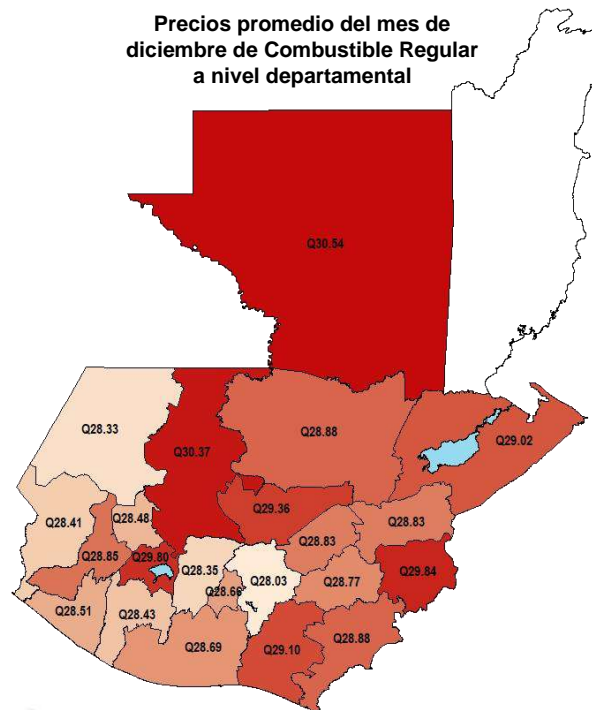 Precios promedio del mes de
diciembre de Combustible Regular
a nivel departamental
Q30.54
Q28.33
Q30.37
Q28.88
Q29.02
Q29.36
Q28.41
Q28.48
Q28.83
Q28.83
Q28.85
Q29.80
Q28.35
Q28.03
Q28.77
Q29.84
Q28.66
Q28.51
Q28.43
Q28.69
Q29.10
Q28.88